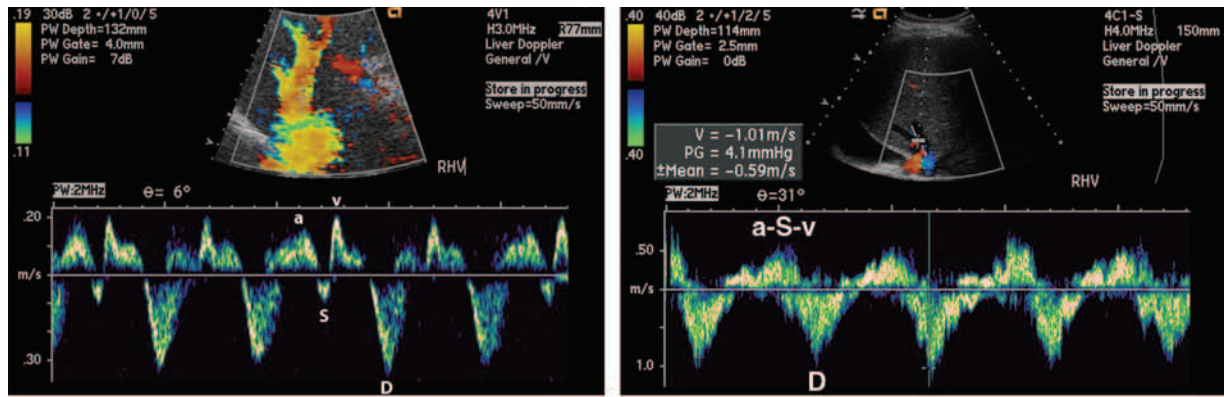 .19
30dB 2 •/+1/0/5
PW Depth=132mm
PW Gate= 4.0mm
PW Gain= 7dB
.11
4V1
H3.0MHz R77mm
Liver Doppler
General /V
Store in progress
Sweep=50mm/s
RHV
PW:2MHz
θ= 6°
.20
m/s
.30
a
v
S
D
.40
40dB 2 •/+1/2/5
PW Depth=114mm
PW Gate= 2.5mm
PW Gain= 0dB
.40
4C1-S
H4.0MHz 150mm
Liver Doppler
General /V
Store in progress
Sweep=50mm/s
V = -1.01m/s
PG = 4.1mmHg
±Mean = -0.59m/s
RHV
PW:2MHz
θ=31°
a-S-v
.50
m/s
1.0
D